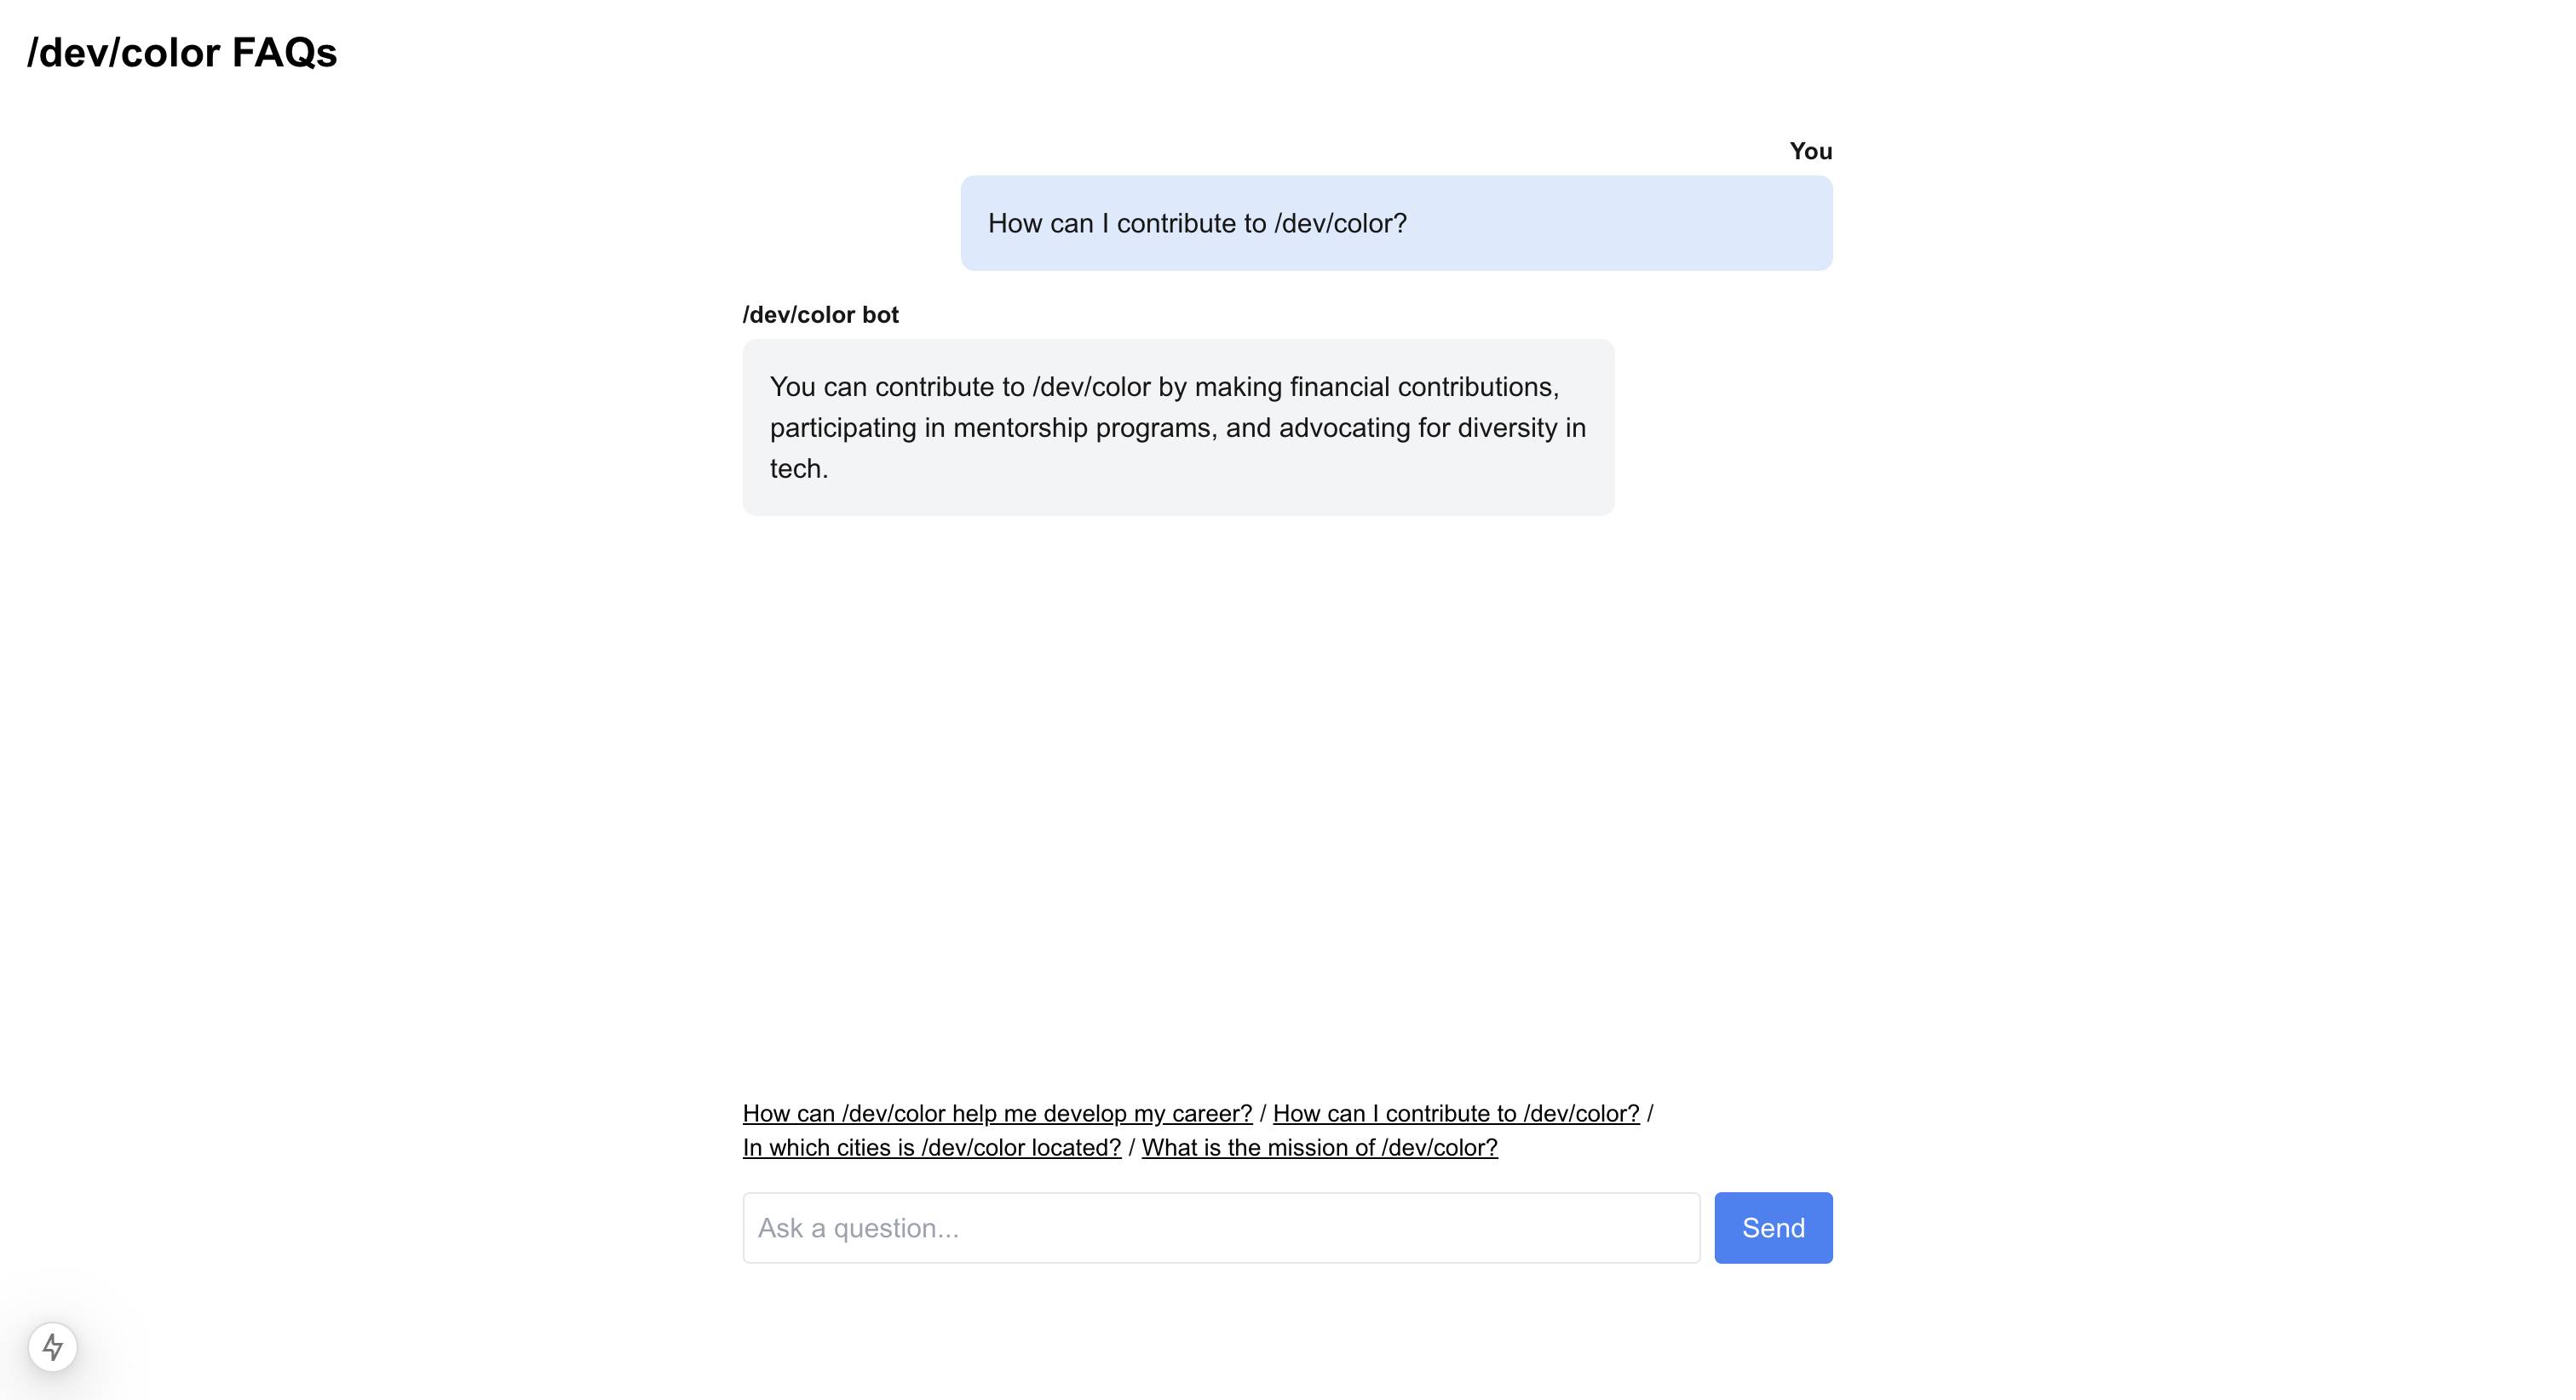 /dev/color FAQs
You
How can I contribute to /dev/color?
/dev/color bot
You can contribute to /dev/color by making financial contributions,
participating in mentorship programs, and advocating for diversity in
tech.
How can /dev/color help me develop my career? / How can I contribute to /dev/color? /
In which cities is /dev/color located? / What is the mission of /dev/color?
Ask a question...
Send